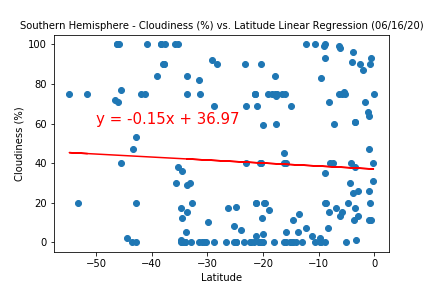 Southern Hemisphere - Cloudiness (%) vs. Latitude Linear Regression (06/16/20)
100
80
60
40
20
0
Cloudiness (%)
y = -0.15x + 36.97
−50 −40 −30 −20 −10 0
Latitude